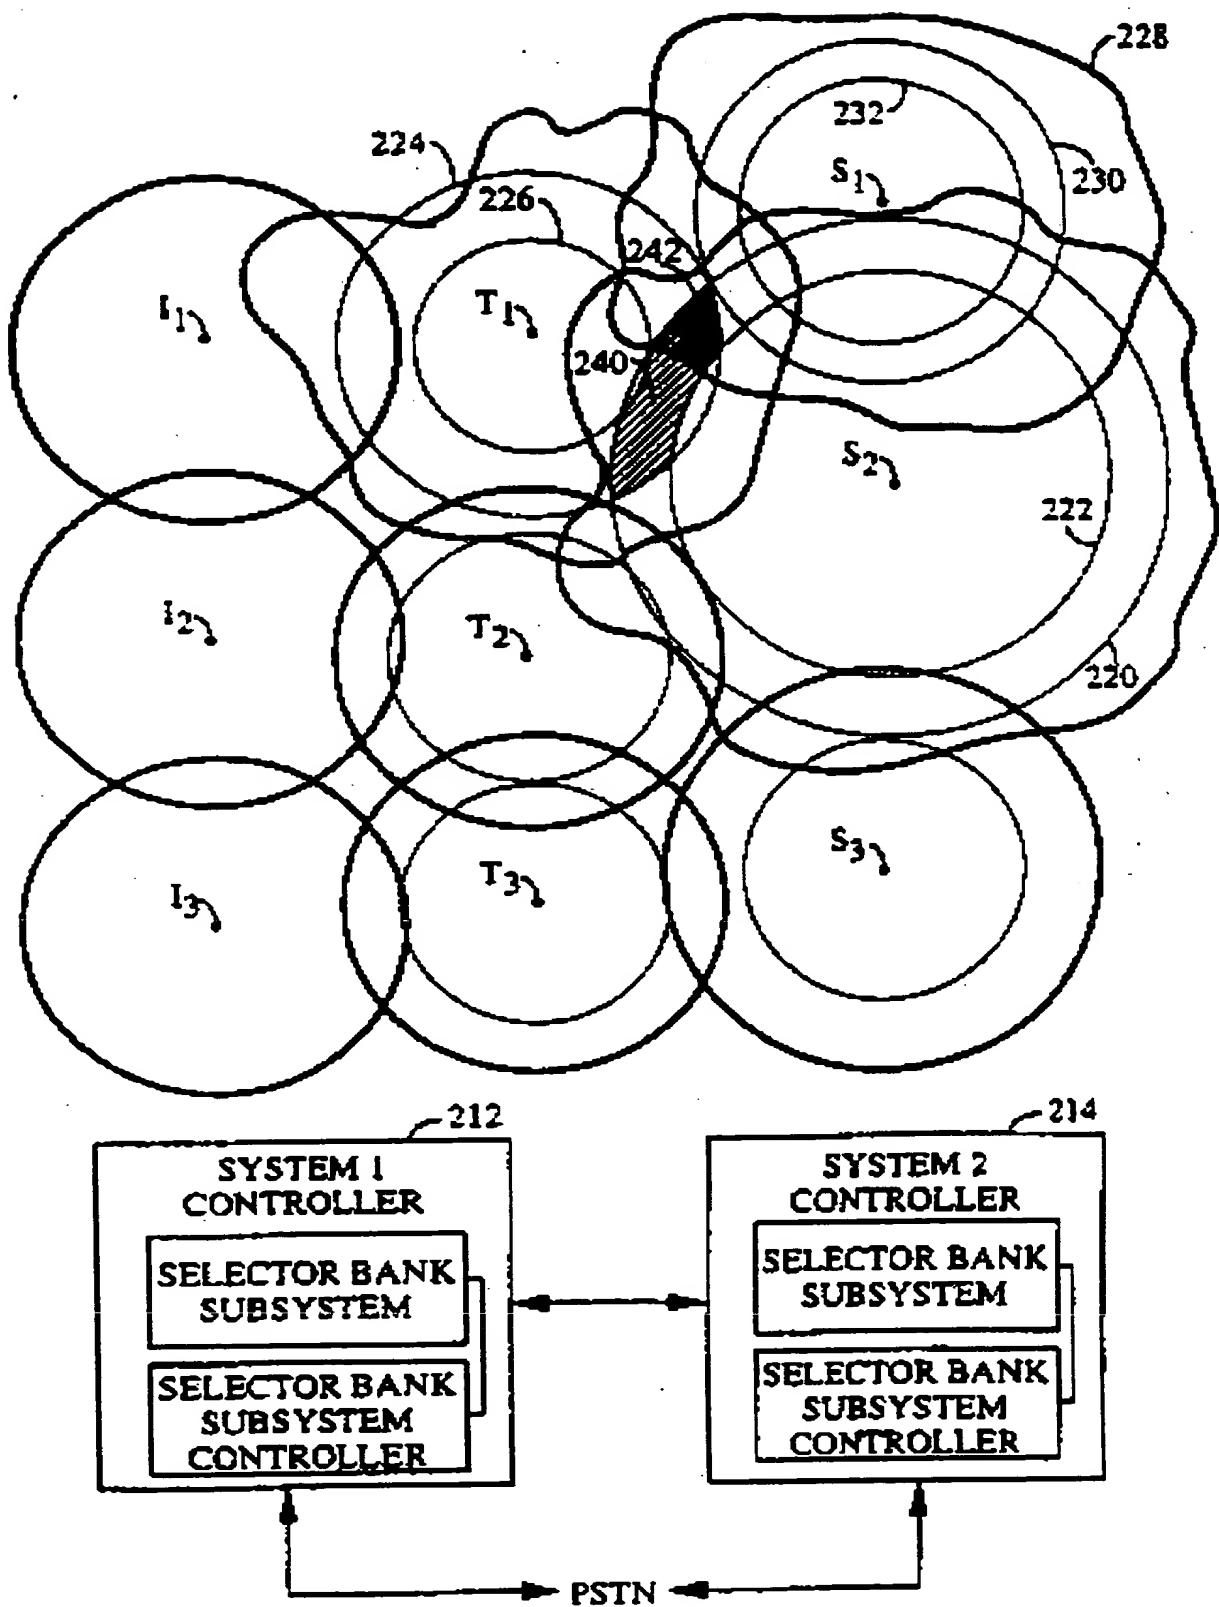 228
232
224
S1
230
226
242
I1
T1
240
S2
222
I2
T2
220
S3
T3
I3
212
214
SYSTEM 1
CONTROLLER
SELECTOR BANK
SUBSYSTEM
SELECTOR BANK
SUBSYSTEM
CONTROLLER
SYSTEM 2
CONTROLLER
SELECTOR BANK
SUBSYSTEM
SELECTOR BANK
SUBSYSTEM
CONTROLLER
PSTN